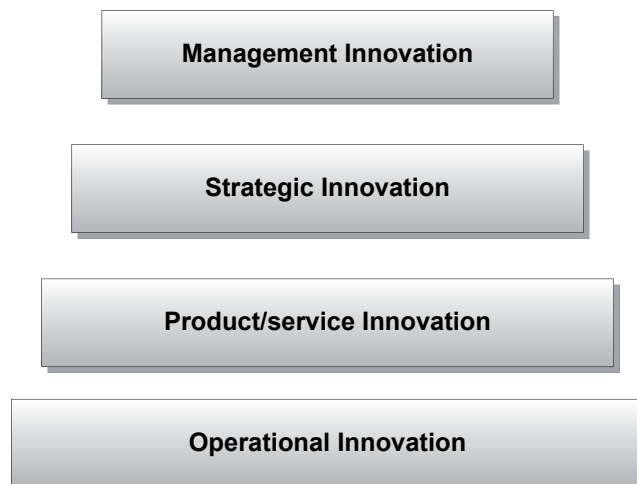 Management Innovation
Strategic Innovation
Product/service Innovation
Operational Innovation